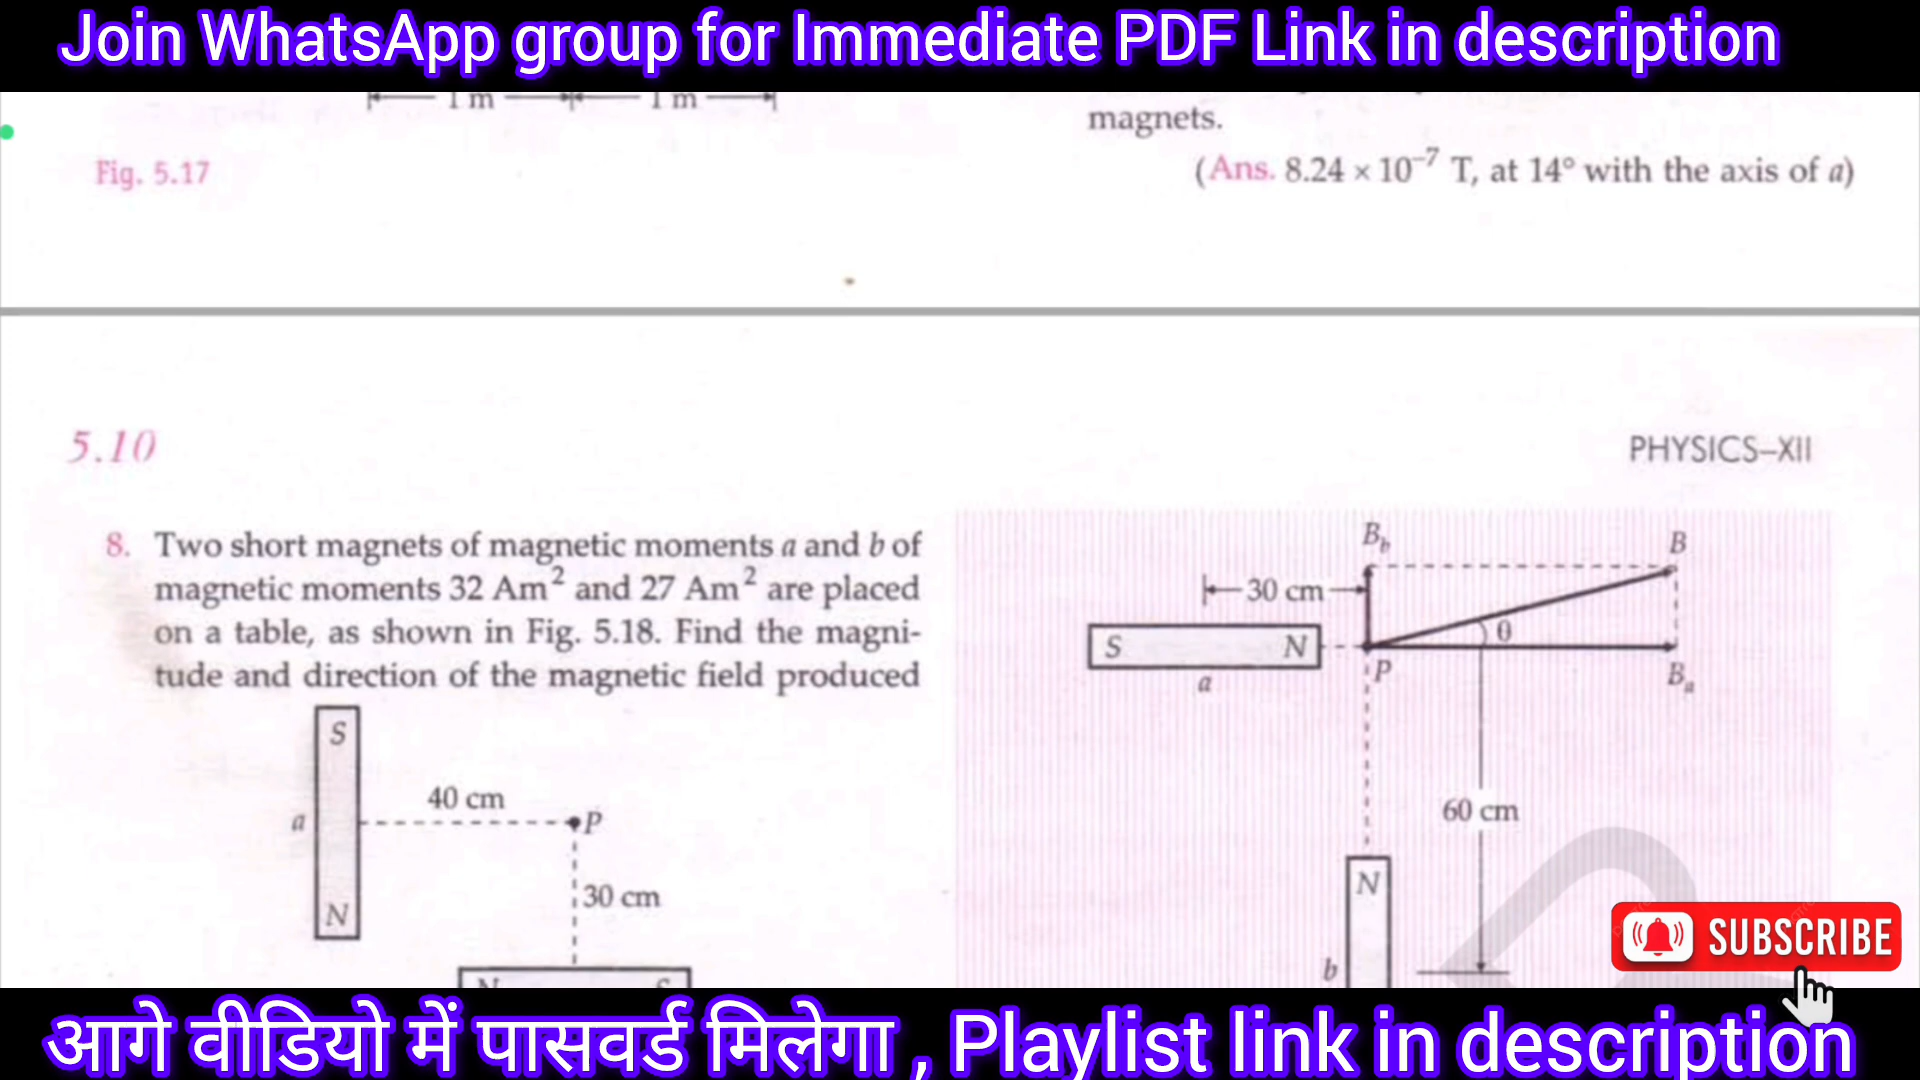 Join WhatsApp group for Immediate PDF Link in description
1 m 1 m
Fig. 5.17
magnets.
(Ans. 8.24 × 10⁻⁷ T, at 14° with the axis of a)
5.10
PHYSICS–XII
8. Two short magnets of magnetic moments a and b of
magnetic moments 32 Am² and 27 Am² are placed
on a table, as shown in Fig. 5.18. Find the magni-
tude and direction of the magnetic field produced
S
a
N
40 cm
P
30 cm
N S
B_b
B
30 cm
S N
a
P
θ
B_a
60 cm
N
b
SUBSCRIBE
आगे वीडियो में पासवर्ड मिलेगा , Playlist link in description